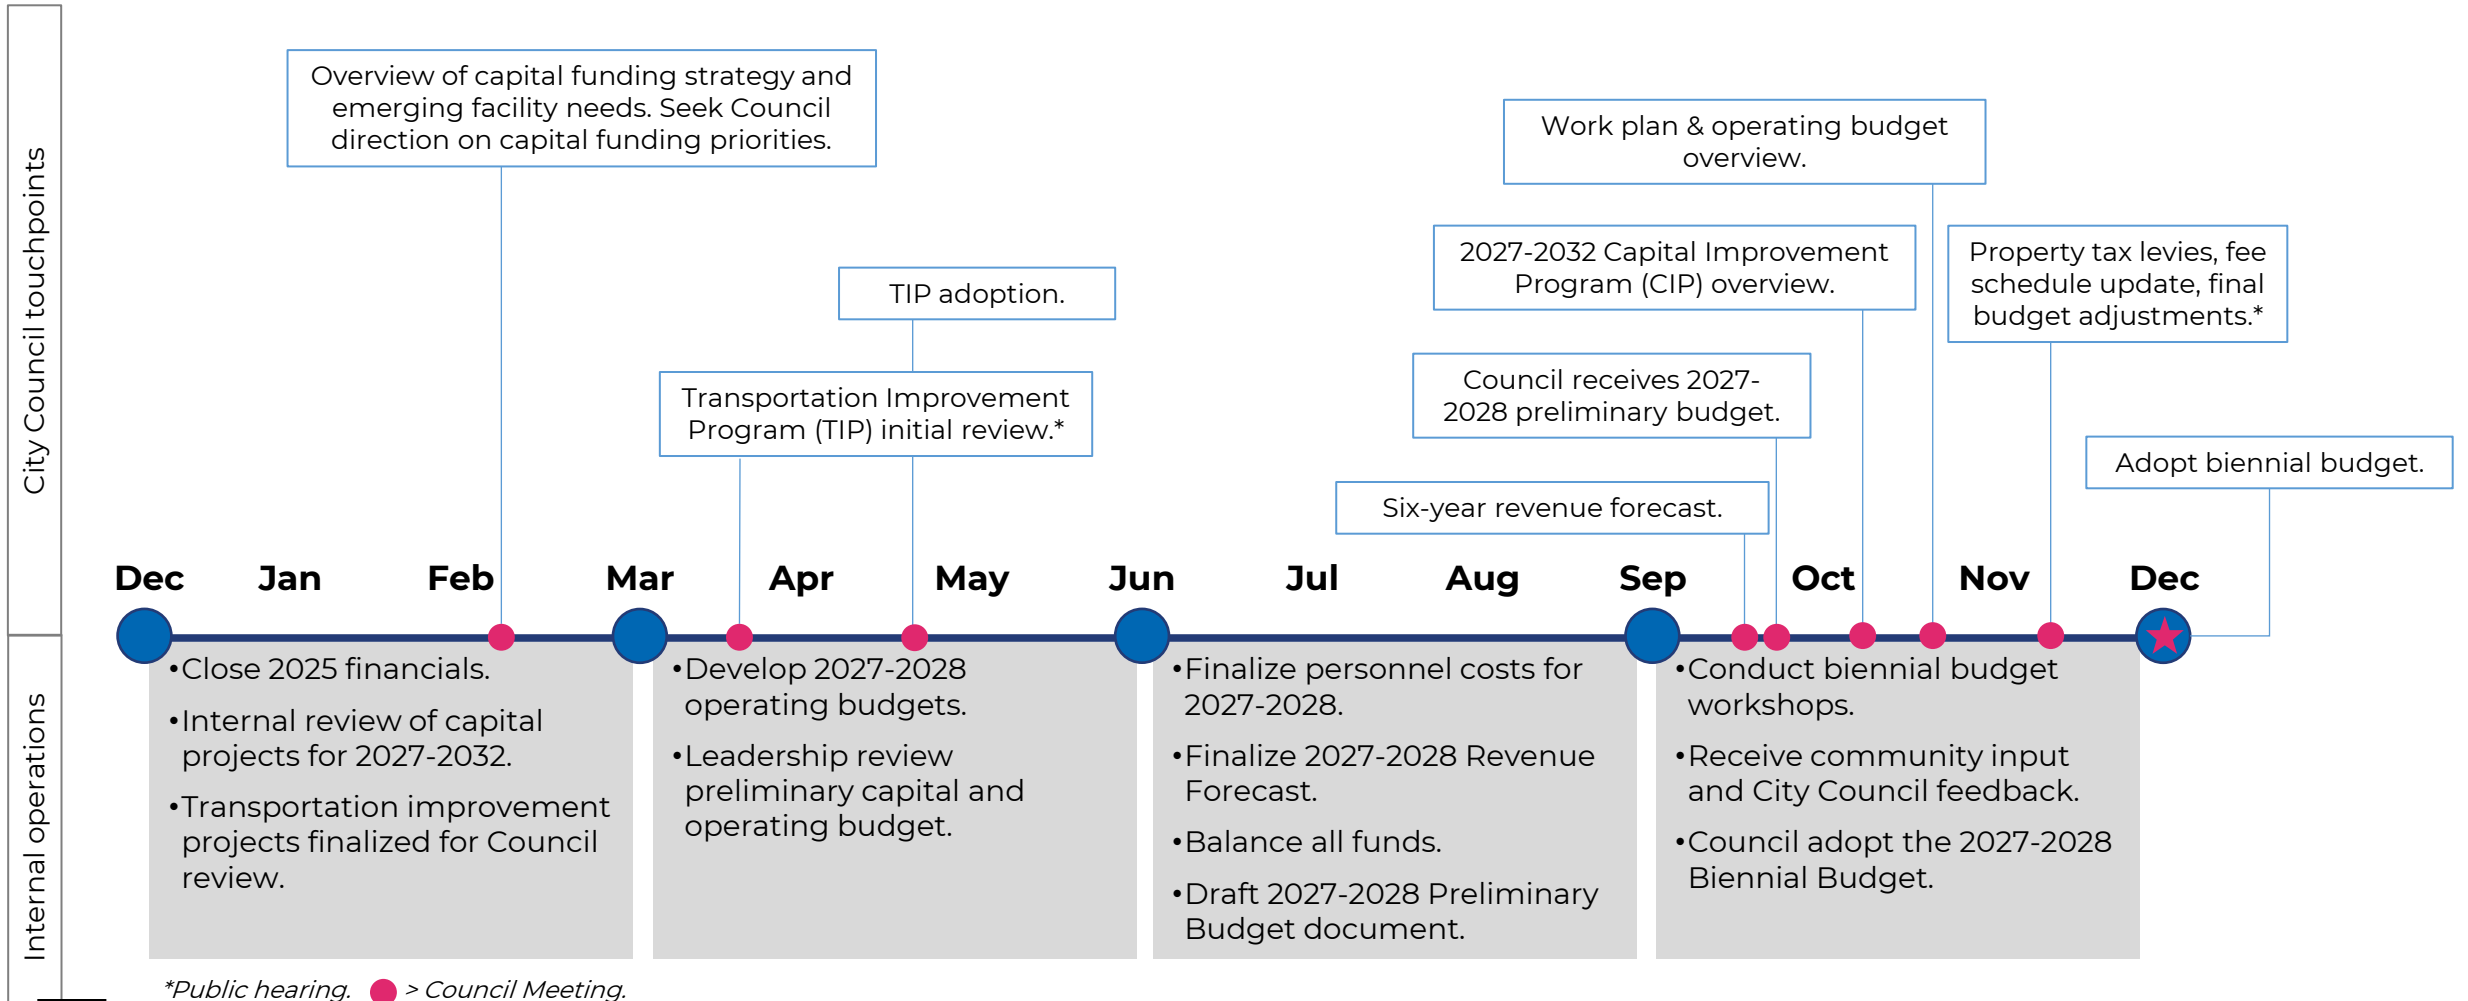 City Council touchpoints
Overview of capital funding strategy and
emerging facility needs. Seek Council
direction on capital funding priorities.
Work plan & operating budget
overview.
2027-2032 Capital Improvement
Program (CIP) overview.
Property tax levies, fee
schedule update, final
budget adjustments.*
TIP adoption.
Council receives 2027-
2028 preliminary budget.
Transportation Improvement
Program (TIP) initial review.*
Adopt biennial budget.
Six-year revenue forecast.
Dec Jan Feb Mar Apr May Jun Jul Aug Sep Oct Nov Dec
Internal operations
•Close 2025 financials.
•Internal review of capital
projects for 2027-2032.
•Transportation improvement
projects finalized for Council
review.
•Develop 2027-2028
operating budgets.
•Leadership review
preliminary capital and
operating budget.
•Finalize personnel costs for
2027-2028.
•Finalize 2027-2028 Revenue
Forecast.
•Balance all funds.
•Draft 2027-2028 Preliminary
Budget document.
•Conduct biennial budget
workshops.
•Receive community input
and City Council feedback.
•Council adopt the 2027-2028
Biennial Budget.
*Public hearing. > Council Meeting.